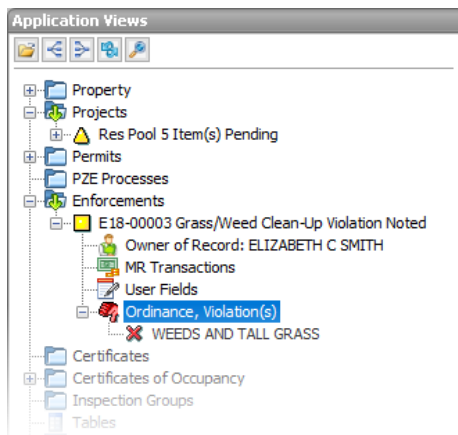 Application Views
Property
Projects
Res Pool 5 Item(s) Pending
Permits
PZE Processes
Enforcements
E18-00003 Grass/Weed Clean-Up Violation Noted
Owner of Record: ELIZABETH C SMITH
MR Transactions
User Fields
Ordinance, Violation(s)
WEEDS AND TALL GRASS
Certificates
Certificates of Occupancy
Inspection Groups
Tables